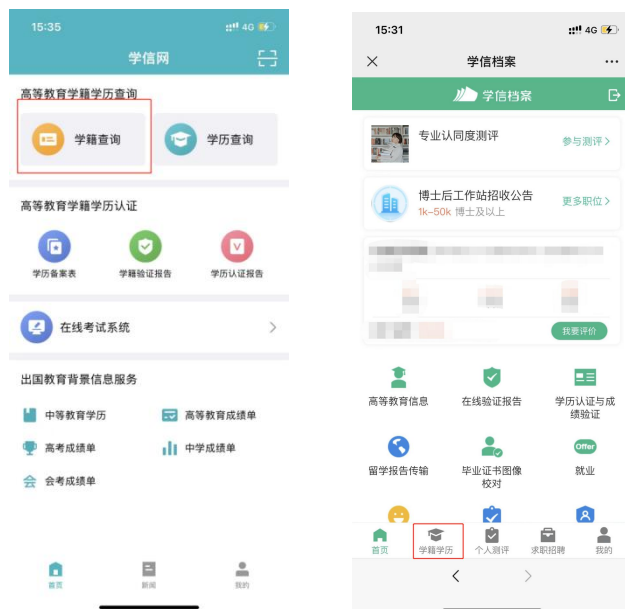 15:35
4G
学信网
高等教育学籍学历查询
学籍查询
学历查询
高等教育学籍学历认证
学历备案表
学籍验证报告
学历认证报告
在线考试系统
出国教育背景信息服务
中等教育学历
高等教育成绩单
高考成绩单
中学成绩单
会 会考成绩单
首页
新闻
我的
15:31
4G
学信档案
学信档案
专业认同度测评
参与测评
博士后工作站招收公告
1k-50k 博士及以上
更多职位
我要评价
高等教育信息
在线验证报告
学历认证与成
绩验证
Offer
留学报告传输
毕业证书图像
校对
就业
首页
学籍学历
个人测评
求职招聘
我的